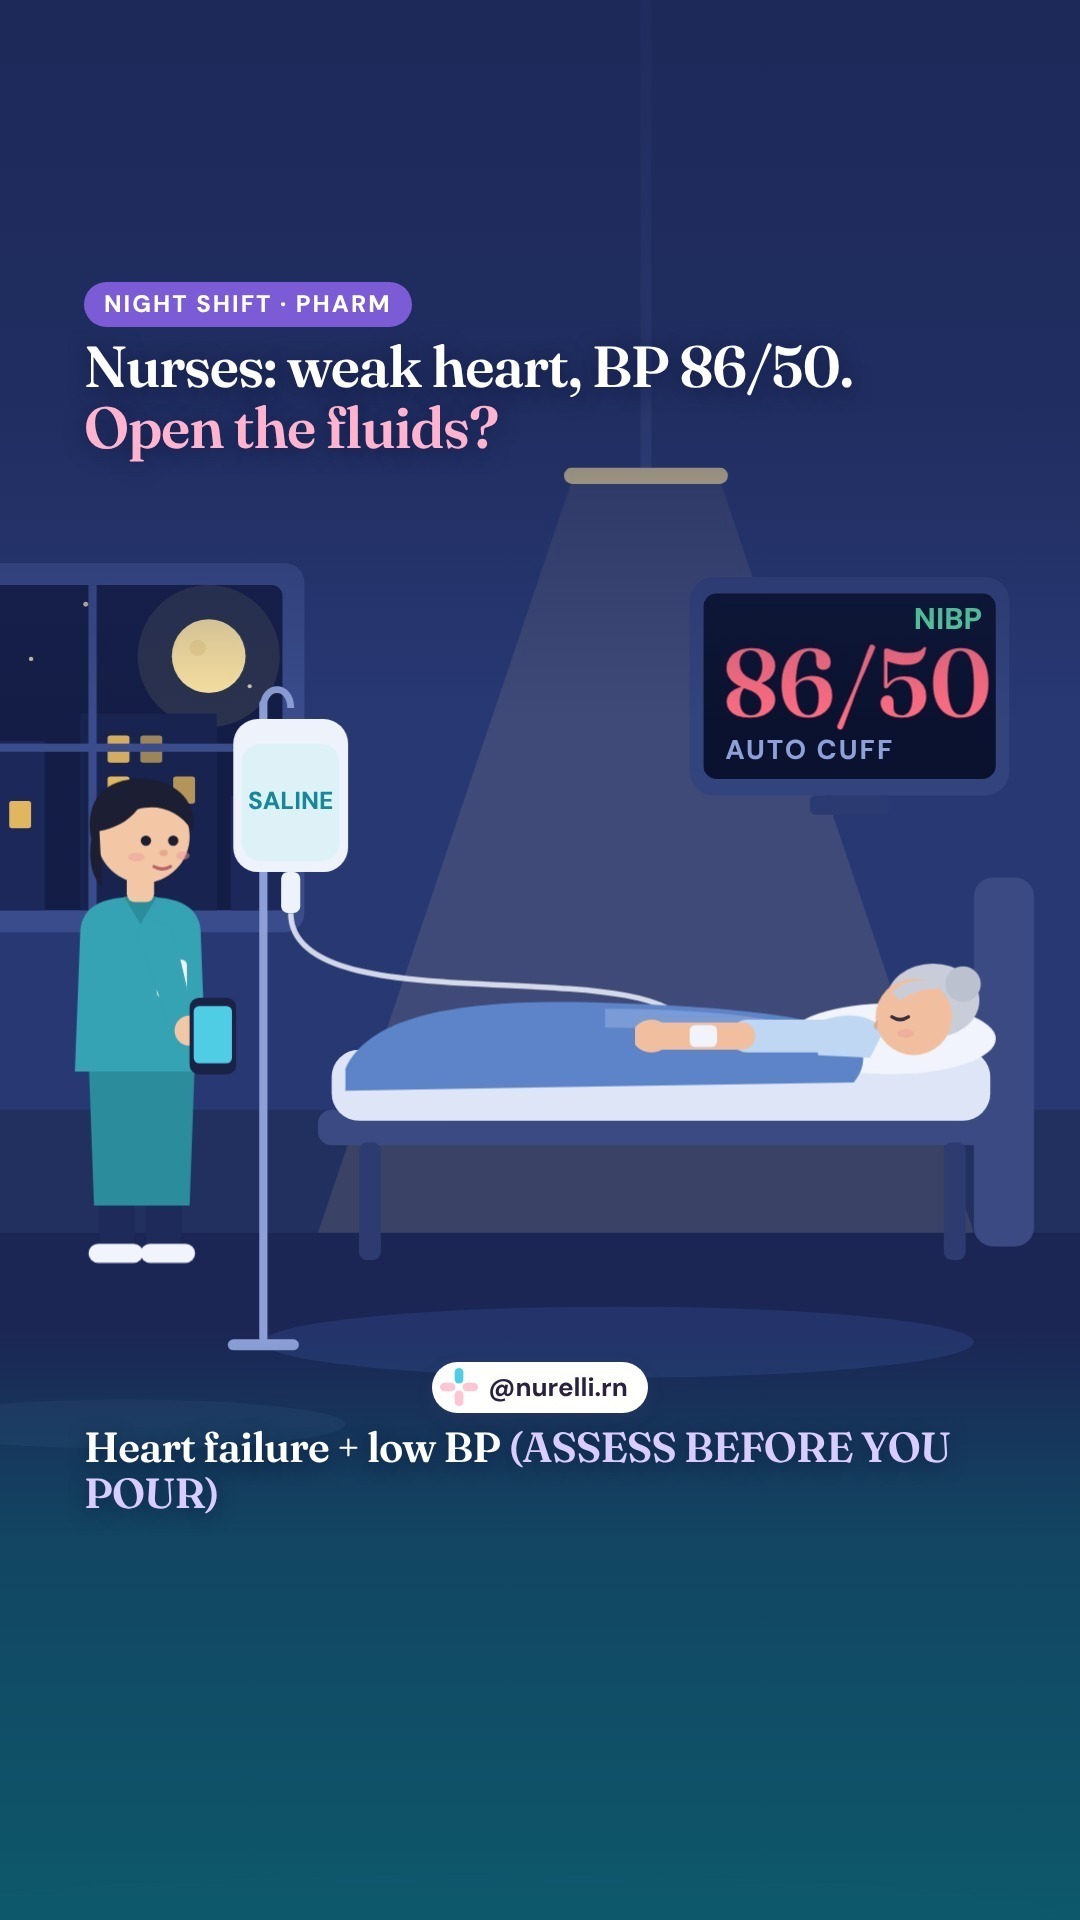 NIGHT SHIFT · PHARM
Nurses: weak heart, BP 86/50.
Open the fluids?
NIBP
86/50
AUTO CUFF
SALINE
@nurelli.rn
Heart failure + low BP (ASSESS BEFORE YOU
POUR)